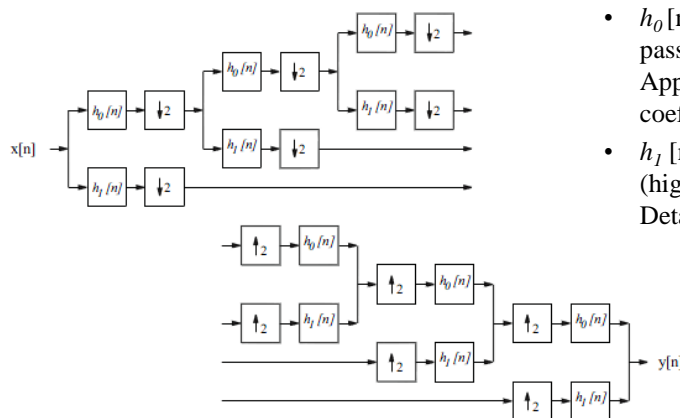 h₀[n] ↓2
h₀[n] ↓2
h₀[n] ↓2 h₁[n] ↓2
x[n] h₁[n] ↓2
h₁[n] ↓2
• h₀ [n
pass
App
coef
• h₁ [n
(hig
Deta
↑2 h₀[n]
↑2 h₀[n]
↑2 h₁[n] ↑2 h₀[n]
↑2 h₁[n] y[n]
↑2 h₁[n]